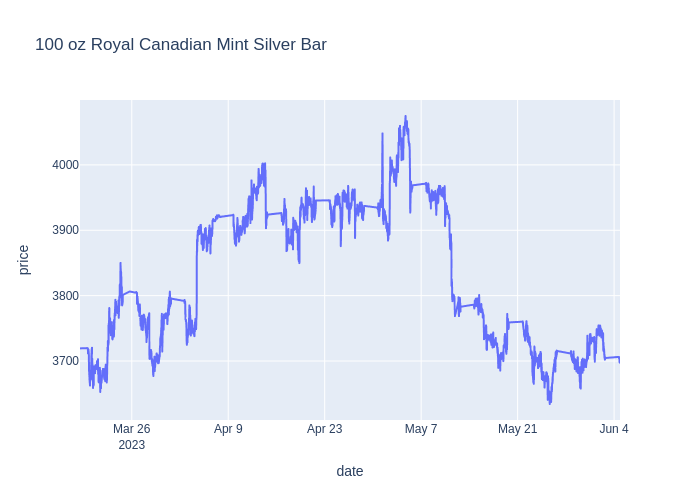 100 oz Royal Canadian Mint Silver Bar
price
4000
3900
3800
3700
Mar 26
2023
Apr 9
Apr 23
May 7
May 21
Jun 4
date